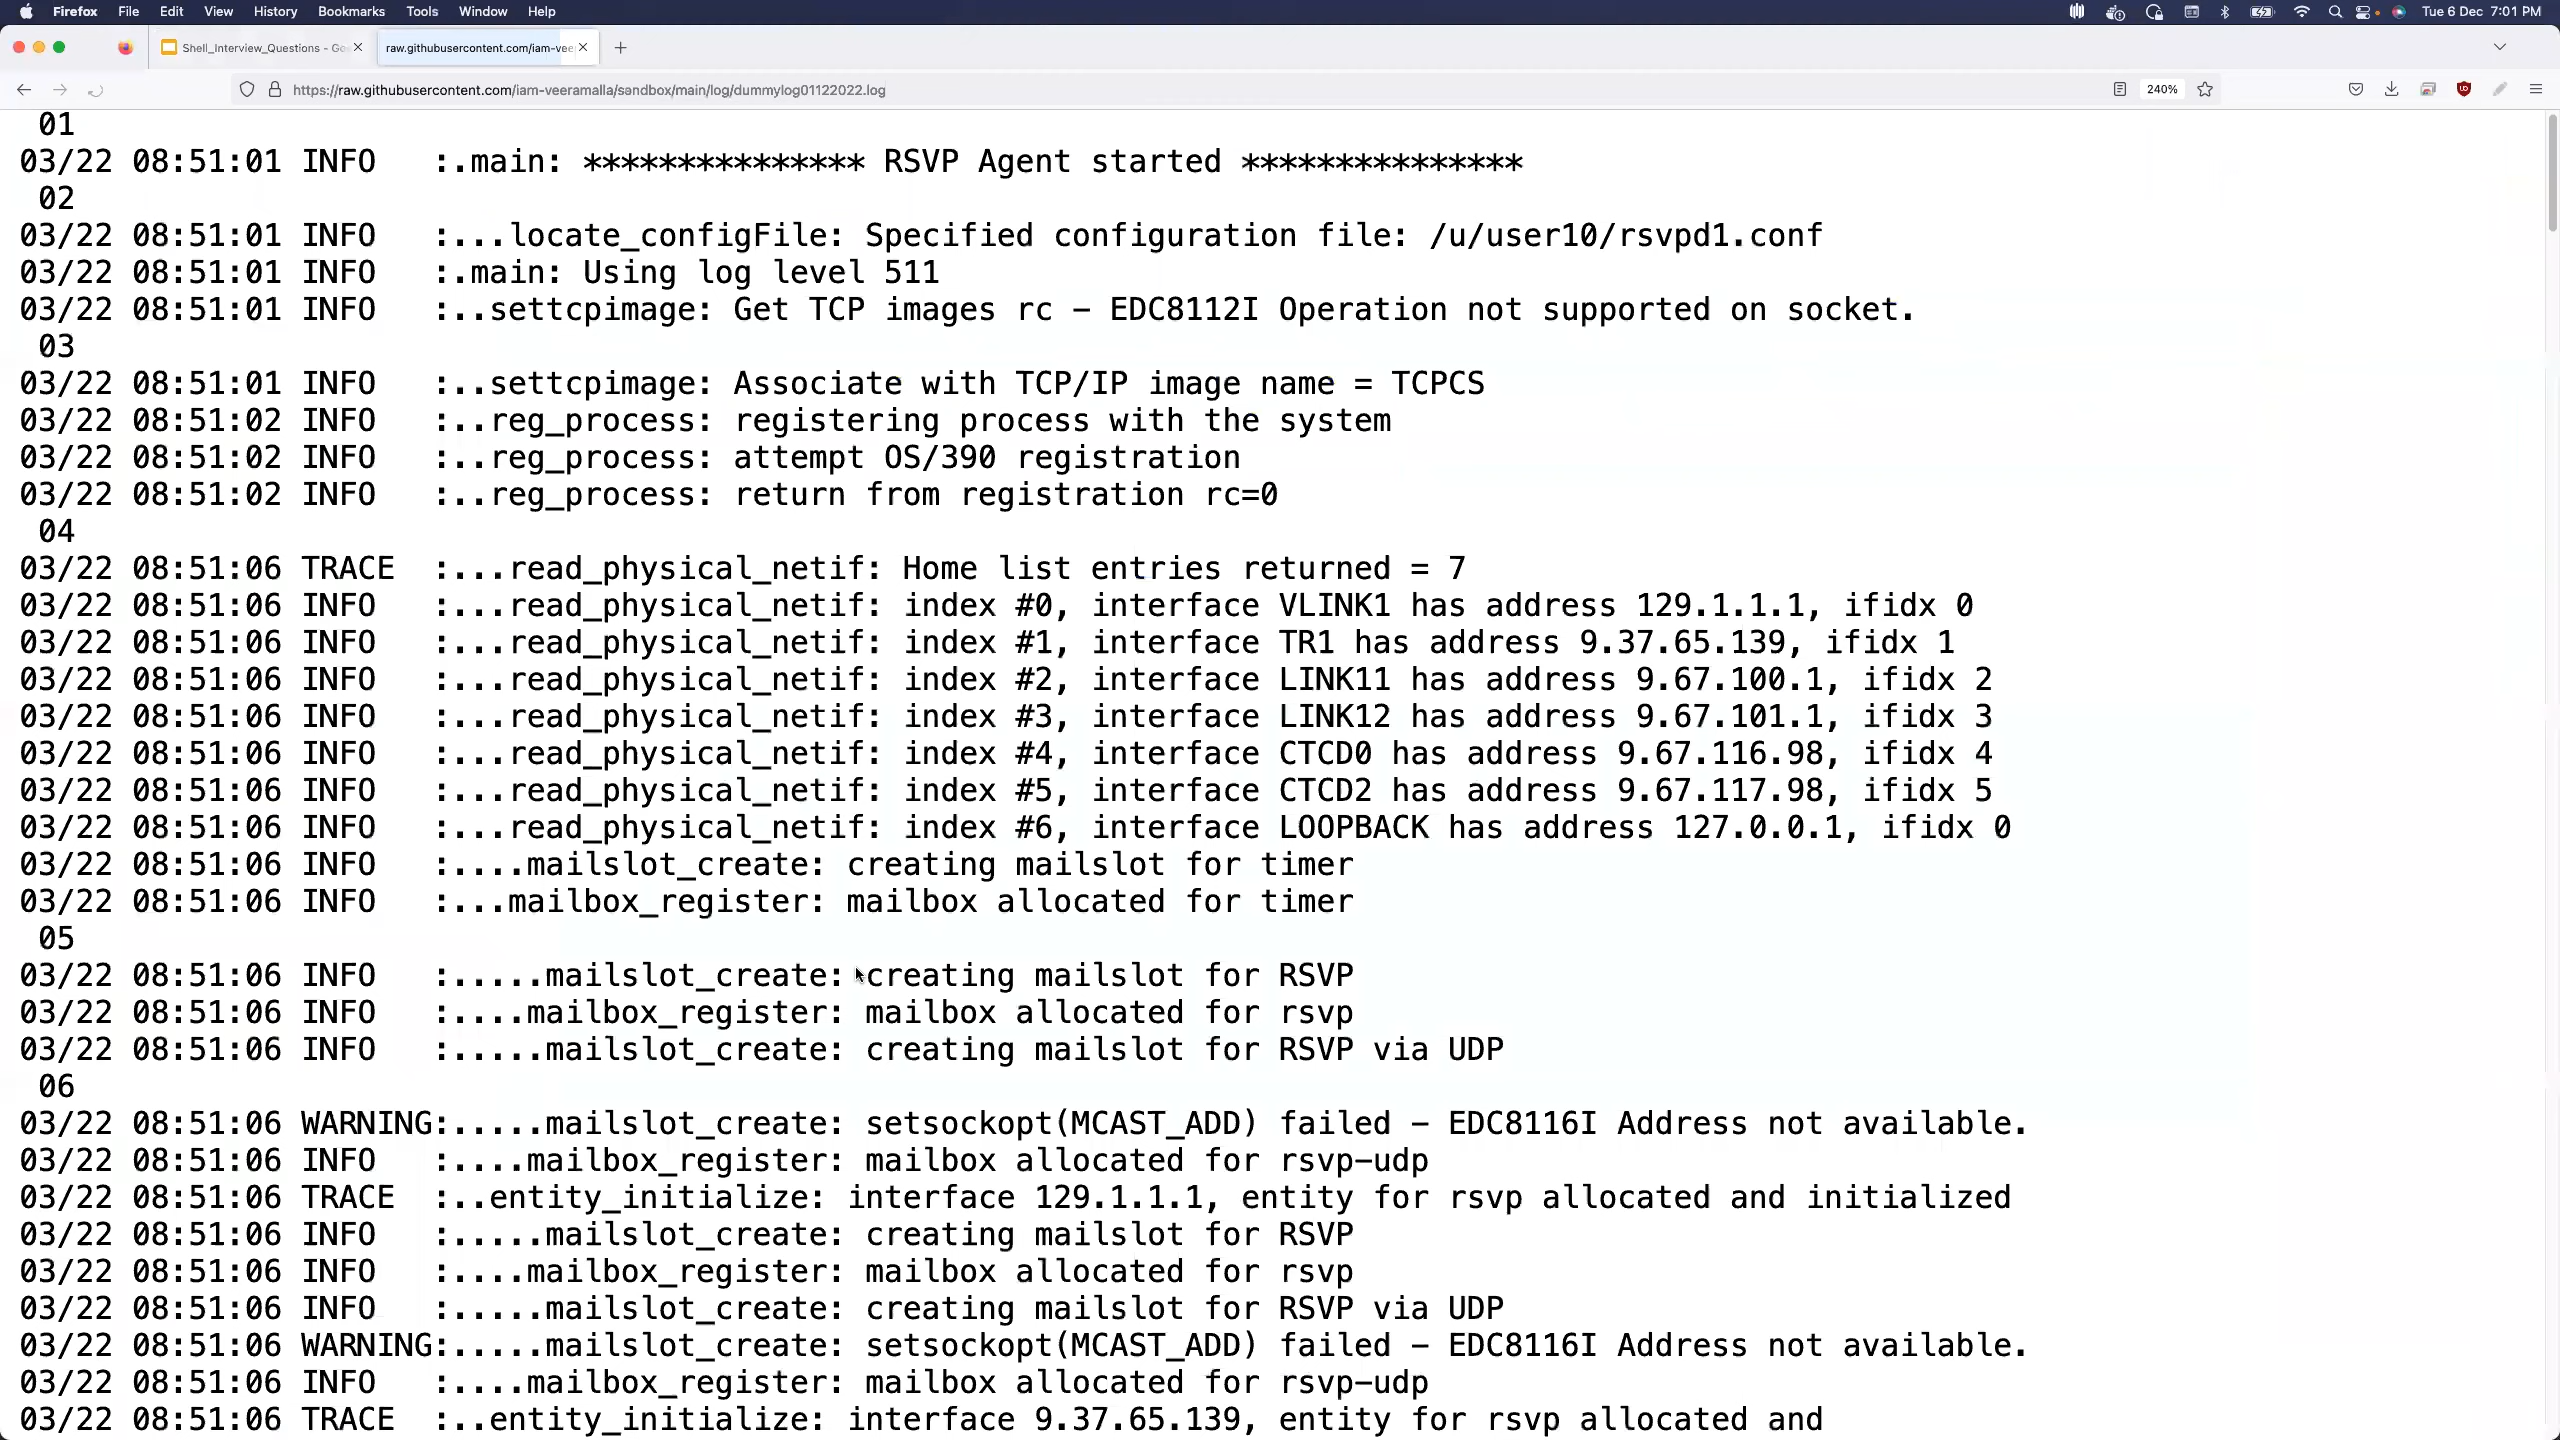 Firefox File Edit View History Bookmarks Tools Window Help Tue 6 Dec 7:01 PM
Shell_Interview_Questions - Go raw.githubusercontent.com/iam-vee
https://raw.githubusercontent.com/iam-veeramalla/sandbox/main/log/dummylog01122022.log 240%
01
03/22 08:51:01 INFO   :.main: *************** RSVP Agent started ***************
02
03/22 08:51:01 INFO   :...locate_configFile: Specified configuration file: /u/user10/rsvpd1.conf
03/22 08:51:01 INFO   :.main: Using log level 511
03/22 08:51:01 INFO   :..settcpimage: Get TCP images rc - EDC8112I Operation not supported on socket.
03
03/22 08:51:01 INFO   :..settcpimage: Associate with TCP/IP image name = TCPCS
03/22 08:51:02 INFO   :..reg_process: registering process with the system
03/22 08:51:02 INFO   :..reg_process: attempt OS/390 registration
03/22 08:51:02 INFO   :..reg_process: return from registration rc=0
04
03/22 08:51:06 TRACE  :...read_physical_netif: Home list entries returned = 7
03/22 08:51:06 INFO   :...read_physical_netif: index #0, interface VLINK1 has address 129.1.1.1, ifidx 0
03/22 08:51:06 INFO   :...read_physical_netif: index #1, interface TR1 has address 9.37.65.139, ifidx 1
03/22 08:51:06 INFO   :...read_physical_netif: index #2, interface LINK11 has address 9.67.100.1, ifidx 2
03/22 08:51:06 INFO   :...read_physical_netif: index #3, interface LINK12 has address 9.67.101.1, ifidx 3
03/22 08:51:06 INFO   :...read_physical_netif: index #4, interface CTCD0 has address 9.67.116.98, ifidx 4
03/22 08:51:06 INFO   :...read_physical_netif: index #5, interface CTCD2 has address 9.67.117.98, ifidx 5
03/22 08:51:06 INFO   :...read_physical_netif: index #6, interface LOOPBACK has address 127.0.0.1, ifidx 0
03/22 08:51:06 INFO   :....mailslot_create: creating mailslot for timer
03/22 08:51:06 INFO   :...mailbox_register: mailbox allocated for timer
05
03/22 08:51:06 INFO   :.....mailslot_create: creating mailslot for RSVP
03/22 08:51:06 INFO   :....mailbox_register: mailbox allocated for rsvp
03/22 08:51:06 INFO   :.....mailslot_create: creating mailslot for RSVP via UDP
06
03/22 08:51:06 WARNING:.....mailslot_create: setsockopt(MCAST_ADD) failed - EDC8116I Address not available.
03/22 08:51:06 INFO   :....mailbox_register: mailbox allocated for rsvp-udp
03/22 08:51:06 TRACE  :..entity_initialize: interface 129.1.1.1, entity for rsvp allocated and initialized
03/22 08:51:06 INFO   :.....mailslot_create: creating mailslot for RSVP
03/22 08:51:06 INFO   :....mailbox_register: mailbox allocated for rsvp
03/22 08:51:06 INFO   :.....mailslot_create: creating mailslot for RSVP via UDP
03/22 08:51:06 WARNING:.....mailslot_create: setsockopt(MCAST_ADD) failed - EDC8116I Address not available.
03/22 08:51:06 INFO   :....mailbox_register: mailbox allocated for rsvp-udp
03/22 08:51:06 TRACE  :..entity_initialize: interface 9.37.65.139, entity for rsvp allocated and